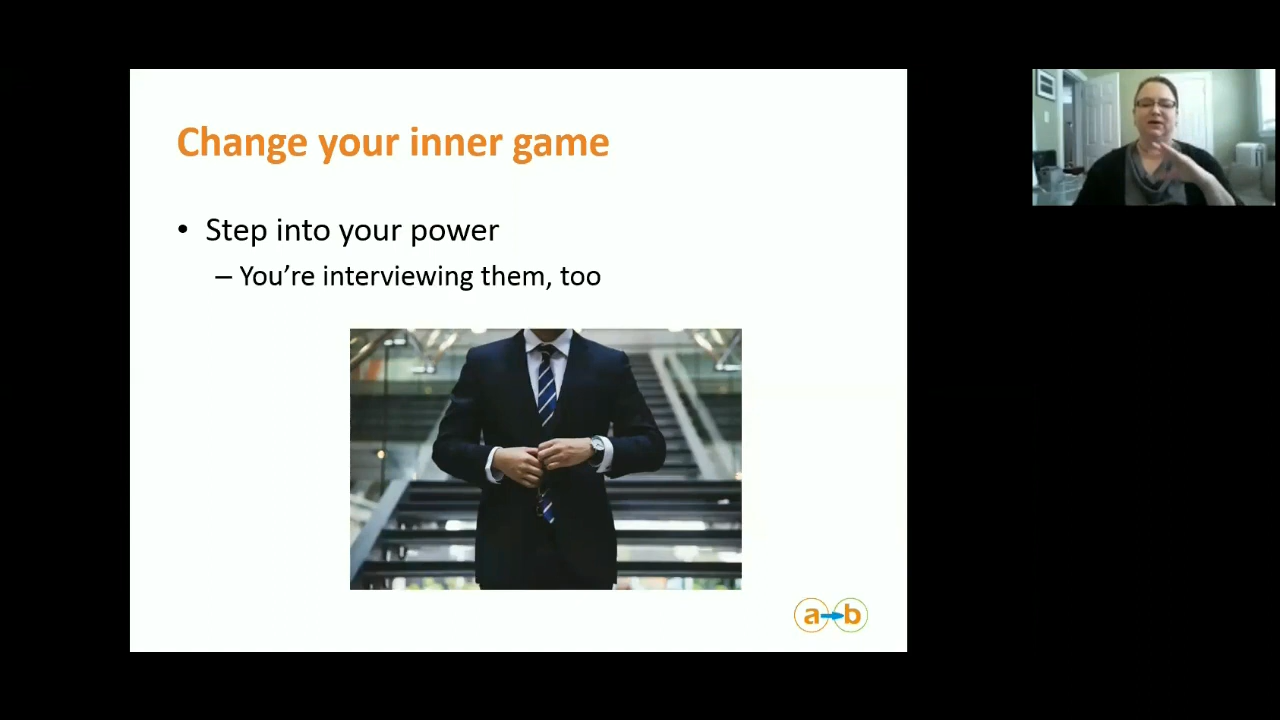 Change your inner game
• Step into your power
– You're interviewing them, too
a b